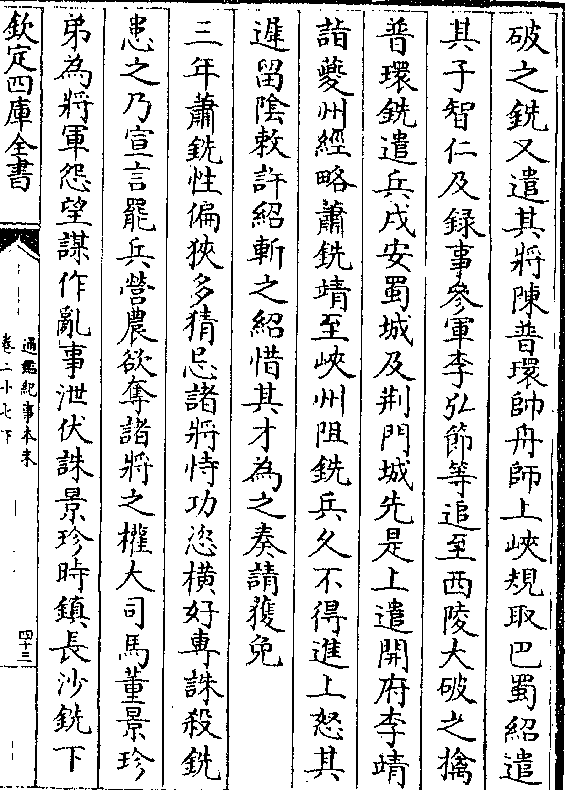 破之銑又遣其將陳普環帥舟師上峽規取巴蜀紹遣
其子智仁及録事參軍李弘節等追至西陵大破之擒
普環銑遣兵戍安蜀城及荆門城先是上遣開府李靖
詣夔州經略蕭銑靖至峽州阻銑兵久不得進上怒其
遲留陰敕許紹斬之紹惜其才為之奏請獲免
三年蕭銑性偏狹多猜忌諸將恃功恣横好專誅殺銑
患之乃宣言罷兵營農欲奪諸將之權大司馬董景珍
弟為將軍怨望謀作亂事泄伏誅景珍時鎮長沙銑下
欽定四庫全書
通鑑紀事本末
卷二十七下
四十三